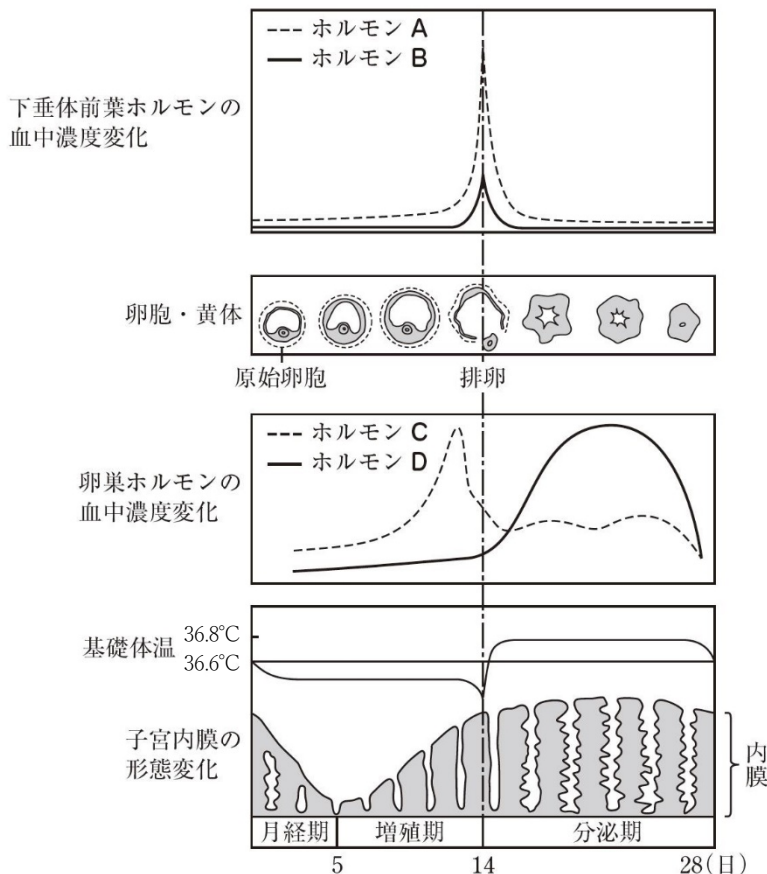 ホルモン A
ホルモン B
下垂体前葉ホルモンの
血中濃度変化
卵胞・黄体
原始卵胞
排卵
ホルモン C
ホルモン D
卵巣ホルモンの
血中濃度変化
基礎体温
36.8℃
36.6℃
子宮内膜の
形態変化
内膜
月経期
増殖期
分泌期
5
14
28(日)